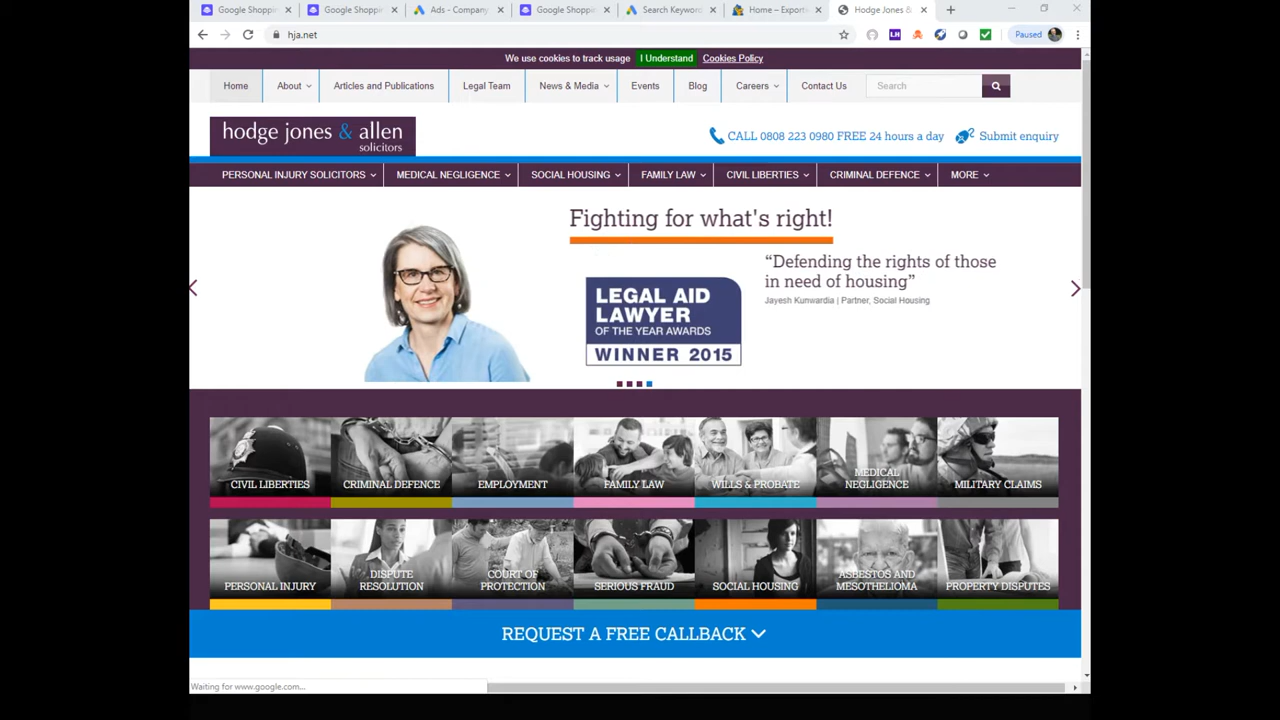 Google Shoppin
Google Shoppin
Ads - Company
Google Shoppin
Search Keyword
Home – Exporti
Hodge Jones &
hja.net
LH
Paused
We use cookies to track usage I Understand Cookies Policy
Home About Articles and Publications Legal Team News & Media Events Blog Careers Contact Us Search
hodge jones & allen
solicitors
CALL 0808 223 0980 FREE 24 hours a day Submit enquiry
PERSONAL INJURY SOLICITORS MEDICAL NEGLIGENCE SOCIAL HOUSING FAMILY LAW CIVIL LIBERTIES CRIMINAL DEFENCE MORE
Fighting for what's right!
“Defending the rights of those
in need of housing”
Jayesh Kunwardia | Partner, Social Housing
LEGAL AID
LAWYER
OF THE YEAR AWARDS
WINNER 2015
CIVIL LIBERTIES
CRIMINAL DEFENCE
EMPLOYMENT
FAMILY LAW
WILLS & PROBATE
MEDICAL
NEGLIGENCE
MILITARY CLAIMS
PERSONAL INJURY
DISPUTE
RESOLUTION
COURT OF
PROTECTION
SERIOUS FRAUD
SOCIAL HOUSING
ASBESTOS AND
MESOTHELIOMA
PROPERTY DISPUTES
REQUEST A FREE CALLBACK
Waiting for www.google.com...